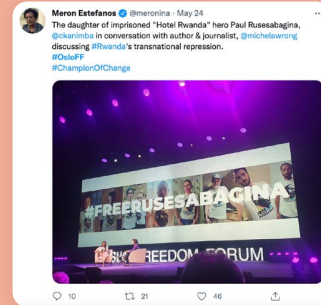 Meron Estefanos @meronina · May 24
The daughter of imprisoned "Hotel Rwanda" hero Paul Rusesabagina,
@ckanimba in conversation with author & journalist, @michelawrong
discussing #Rwanda's transnational repression.
#OsloFF
#ChampionOfChange
#FREERUSESABAGINA
FREEDOM FORUM
10 21 46